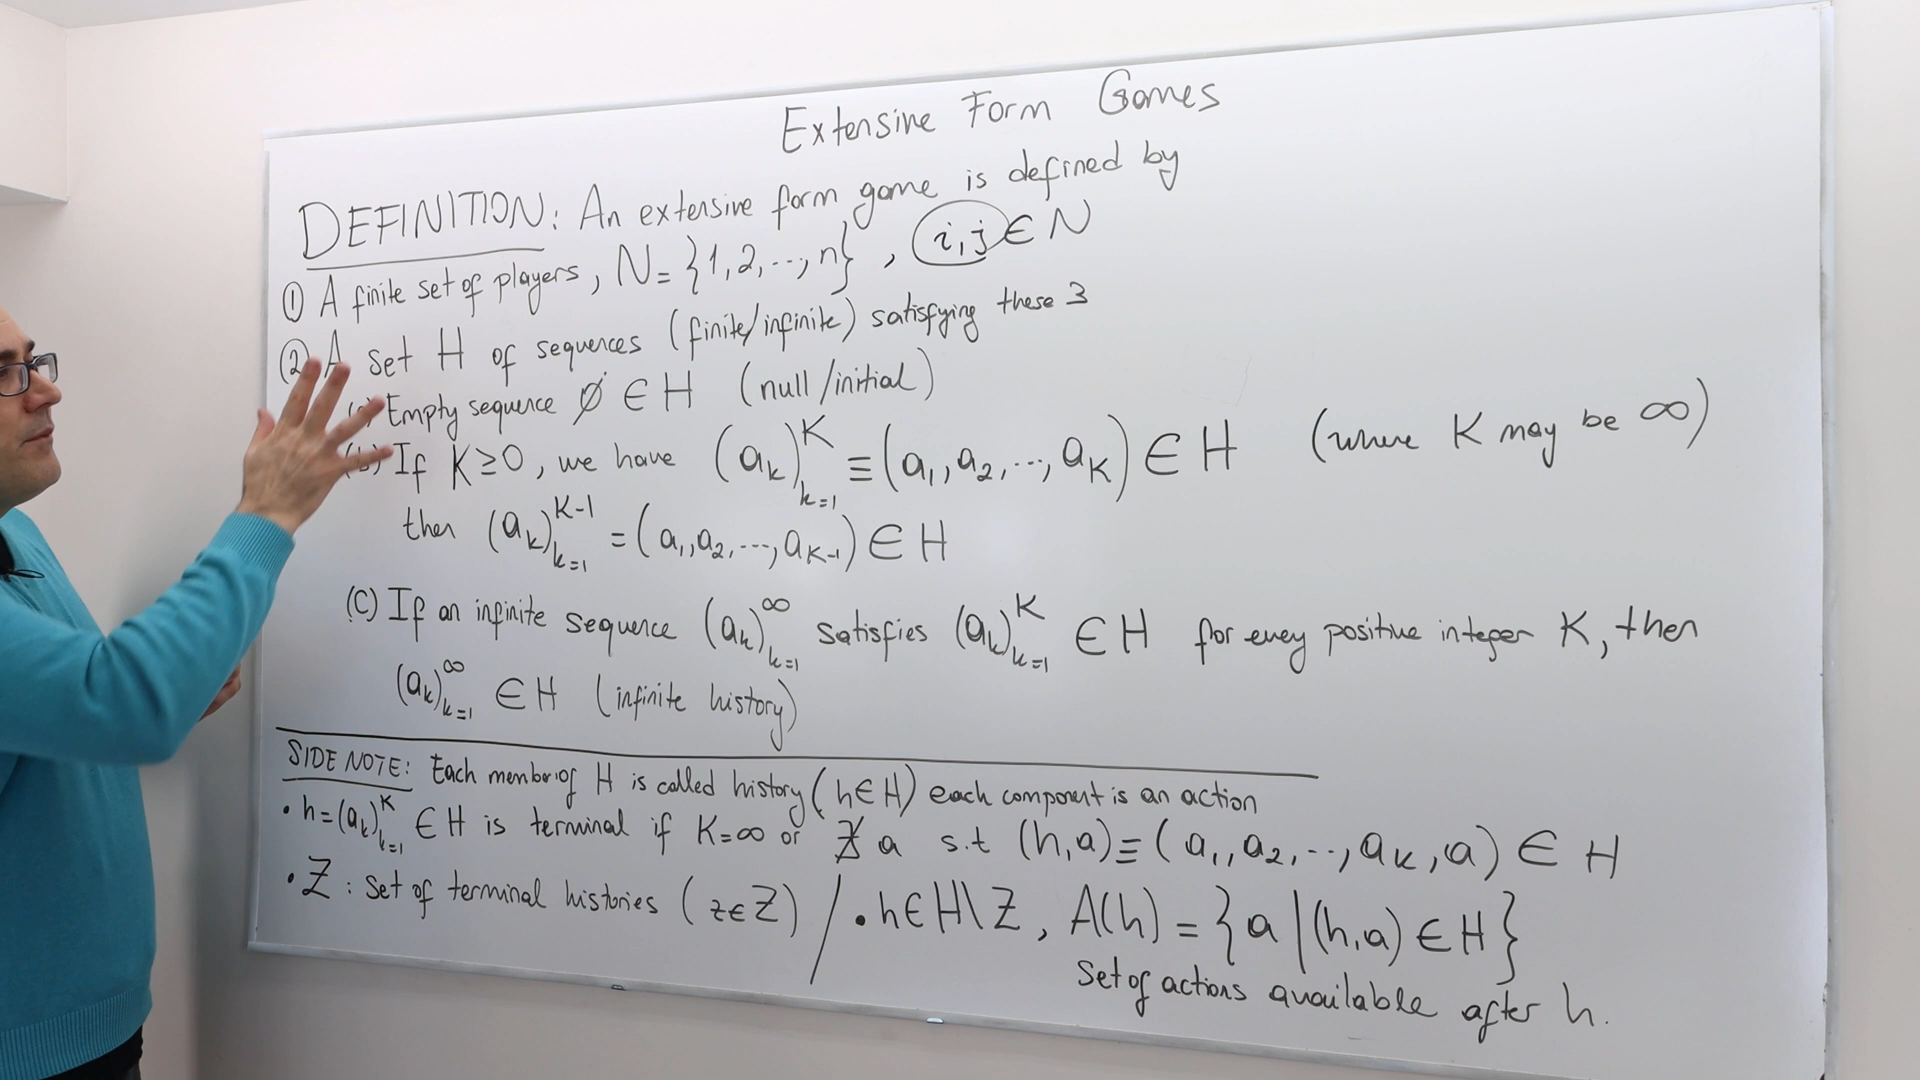 Extensive Form Games
DEFINITION: An extensive form game is defined by
① A finite set of players, N = {1, 2, ..., n} , i,j ∈ N
② A set H of sequences (finite/infinite) satisfying these 3
Empty sequence ∅ ∈ H (null/initial)
(b) If K ≥ 0, we have (a_k)_{k=1}^K ≡ (a_1, a_2, ..., a_K) ∈ H (where K may be ∞)
then (a_k)_{k=1}^{K-1} = (a_1, a_2, ..., a_{K-1}) ∈ H
(C) If an infinite sequence (a_k)_{k=1}^∞ satisfies (a_k)_{k=1}^K ∈ H for every positive integer K, then
(a_k)_{k=1}^∞ ∈ H (infinite history)
SIDE NOTE: Each member of H is called history (h ∈ H) each component is an action
• h = (a_k)_{k=1}^K ∈ H is terminal if K = ∞ or ∄ a s.t (h, a) ≡ (a_1, a_2, ..., a_K, a) ∈ H
• Z : set of terminal histories (z ∈ Z) / • h ∈ H \ Z, A(h) = {a | (h, a) ∈ H}
Set of actions available after h.